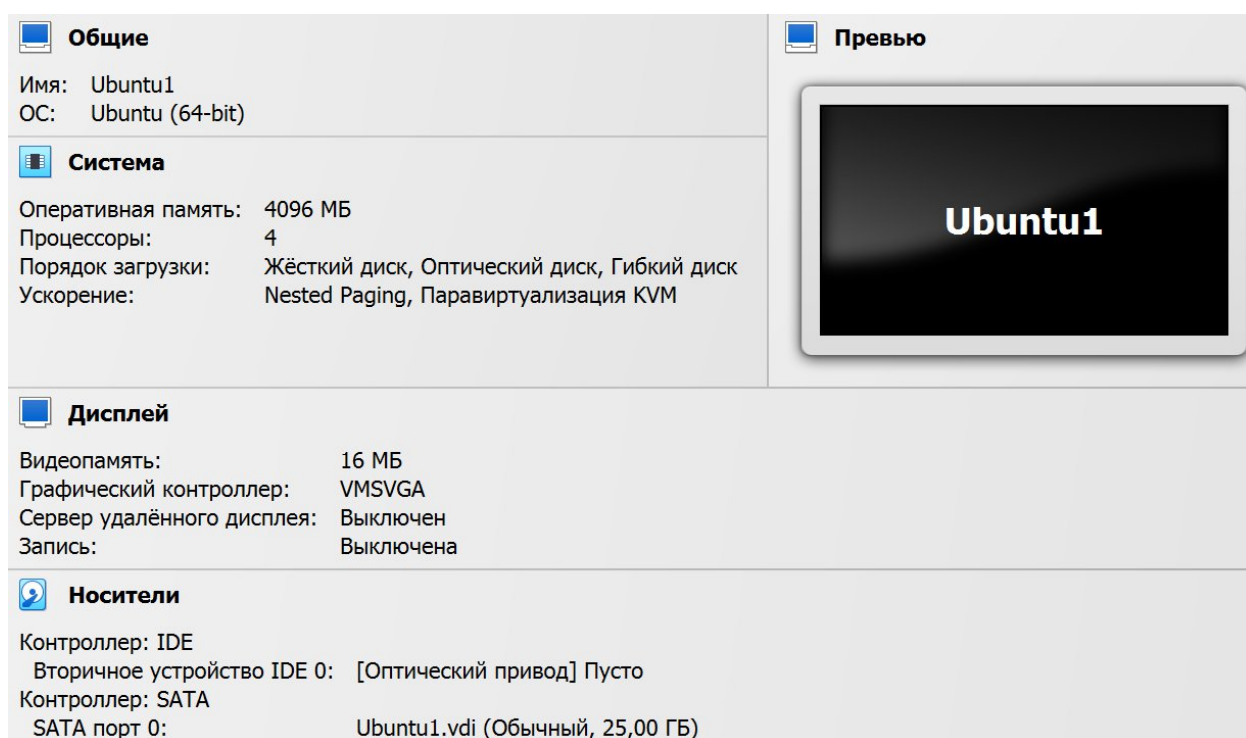 Общие
Имя: Ubuntu1
ОС: Ubuntu (64-bit)
Система
Оперативная память: 4096 МБ
Процессоры: 4
Порядок загрузки: Жёсткий диск, Оптический диск, Гибкий диск
Ускорение: Nested Paging, Паравиртуализация KVM
Превью
Ubuntu1
Дисплей
Видеопамять: 16 МБ
Графический контроллер: VMSVGA
Сервер удалённого дисплея: Выключен
Запись: Выключена
Носители
Контроллер: IDE
Вторичное устройство IDE 0: [Оптический привод] Пусто
Контроллер: SATA
SATA порт 0: Ubuntu1.vdi (Обычный, 25,00 ГБ)